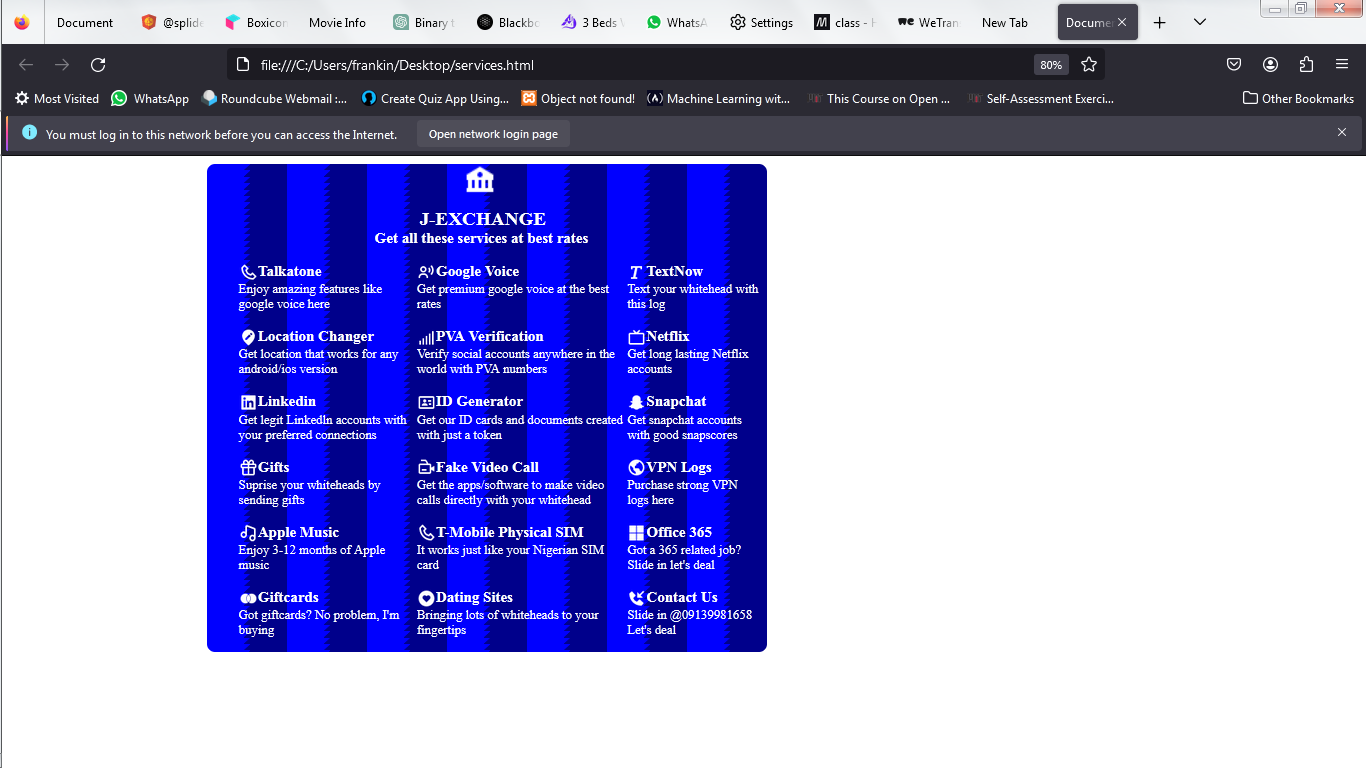 Document
@splide
Boxicon
Movie Info
Binary t
Blackbo
3 Beds
WhatsA
Settings
class - H
WeTran
New Tab
Docume
file:///C:/Users/frankin/Desktop/services.html
80%
Most Visited
WhatsApp
Roundcube Webmail :...
Create Quiz App Using...
Object not found!
Machine Learning wit...
This Course on Open ...
Self-Assessment Exerci...
Other Bookmarks
You must log in to this network before you can access the Internet.
Open network login page
J-EXCHANGE
Get all these services at best rates
Talkatone
Enjoy amazing features like
google voice here
Google Voice
Get premium google voice at the best
rates
TextNow
Text your whitehead with
this log
Location Changer
Get location that works for any
android/ios version
PVA Verification
Verify social accounts anywhere in the
world with PVA numbers
Netflix
Get long lasting Netflix
accounts
Linkedin
Get legit LinkedIn accounts with
your preferred connections
ID Generator
Get our ID cards and documents created
with just a token
Snapchat
Get snapchat accounts
with good snapscores
Gifts
Suprise your whiteheads by
sending gifts
Fake Video Call
Get the apps/software to make video
calls directly with your whitehead
VPN Logs
Purchase strong VPN
logs here
Apple Music
Enjoy 3-12 months of Apple
music
T-Mobile Physical SIM
It works just like your Nigerian SIM
card
Office 365
Got a 365 related job?
Slide in let's deal
Giftcards
Got giftcards? No problem, I'm
buying
Dating Sites
Bringing lots of whiteheads to your
fingertips
Contact Us
Slide in @09139981658
Let's deal